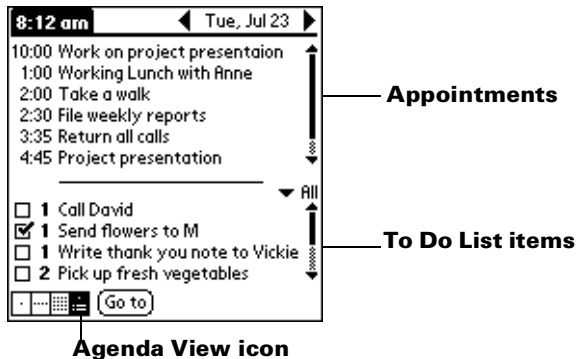 8:12 am Tue, Jul 23
10:00 Work on project presentaion
1:00 Working Lunch with Anne
2:00 Take a walk
2:30 File weekly reports
3:35 Return all calls
4:45 Project presentation
Appointments
All
1 Call David
1 Send flowers to M
1 Write thank you note to Vickie
2 Pick up fresh vegetables
To Do List items
Go to
Agenda View icon